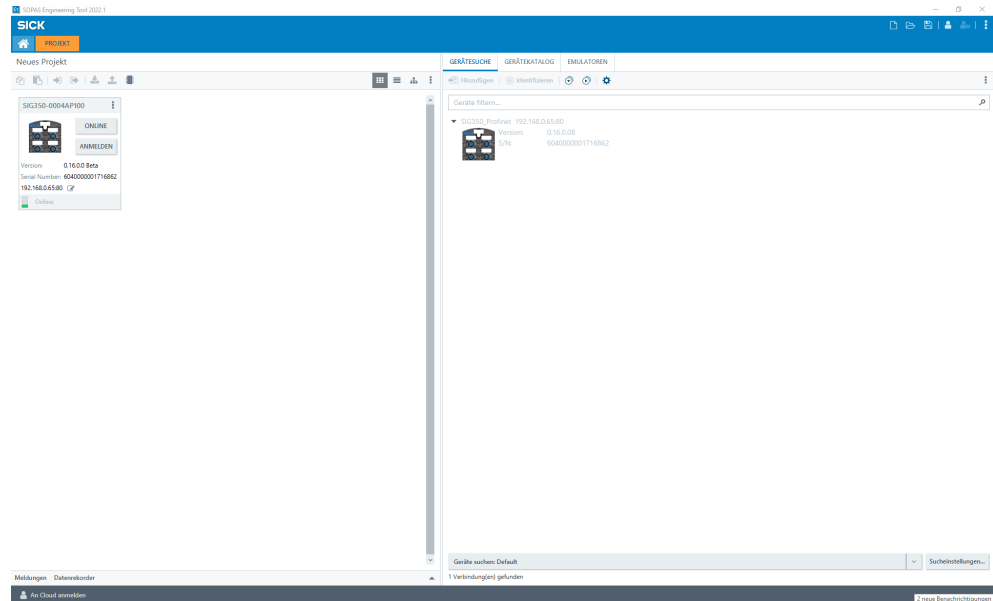 SOPAS Engineering Tool 2022.1
SICK
PROJEKT
Neues Projekt
SIG350-0004AP100
ONLINE
ANMELDEN
Version: 0.16.0.0 Beta
Serial Number: 6040000001716862
192.168.0.65:80
Online
Meldungen Datenrekorder
An Cloud anmelden
GERÄTESUCHE GERÄTEKATALOG EMULATOREN
Hinzufügen Identifizieren
Geräte filtern...
SIG350_Profinet 192.168.0.65:80
Version: 0.16.0.0B
S/N: 6040000001716862
Geräte suchen: Default
Sucheinstellungen...
1 Verbindung(en) gefunden
2 neue Benachrichtigungen